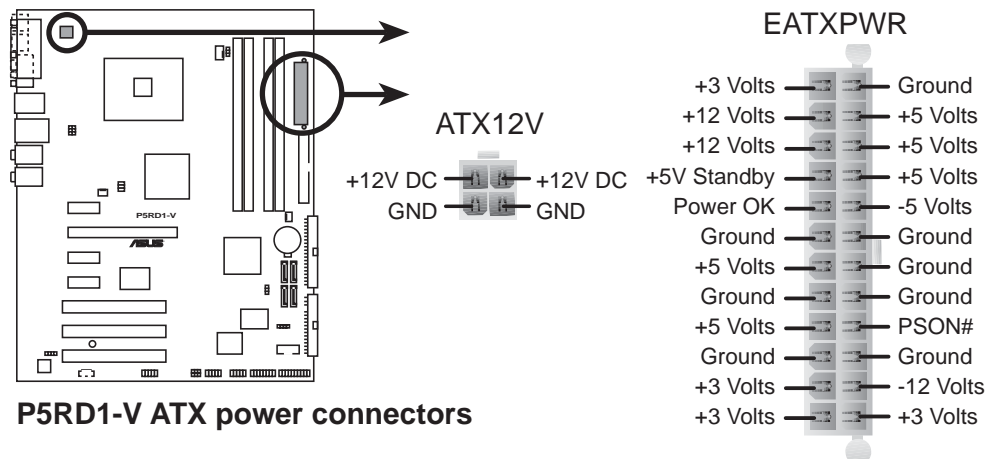 EATXPWR
+3 Volts Ground
+12 Volts +5 Volts
+12 Volts +5 Volts
+5V Standby +5 Volts
Power OK -5 Volts
Ground Ground
+5 Volts Ground
Ground Ground
+5 Volts PSON#
Ground Ground
+3 Volts -12 Volts
+3 Volts +3 Volts
ATX12V
+12V DC +12V DC
GND GND
P5RD1-V
ASUS
P5RD1-V ATX power connectors